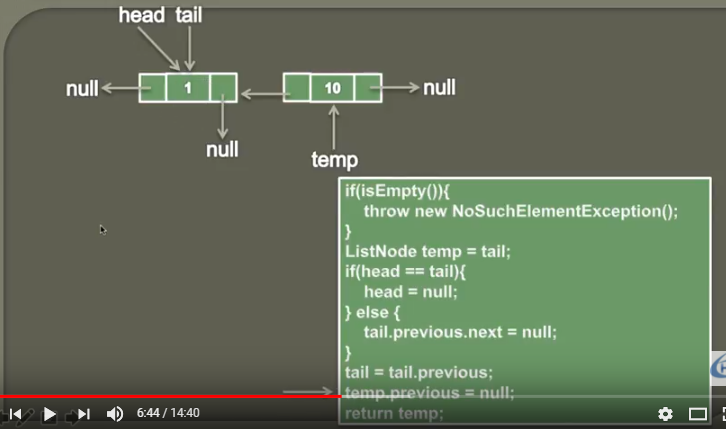 head tail
null
1
10
null
null
temp
if(isEmpty()){
throw new NoSuchElementException();
}
ListNode temp = tail;
if(head == tail){
head = null;
} else {
tail.previous.next = null;
}
tail = tail.previous;
temp.previous = null;
return temp;
6:44 / 14:40